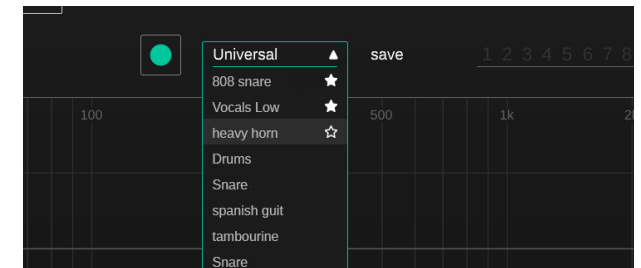 Universal save 1 2 3 4 5 6 7 8
808 snare
Vocals Low
100 500 1k
heavy horn
Drums
Snare
spanish guit
tambourine
Snare